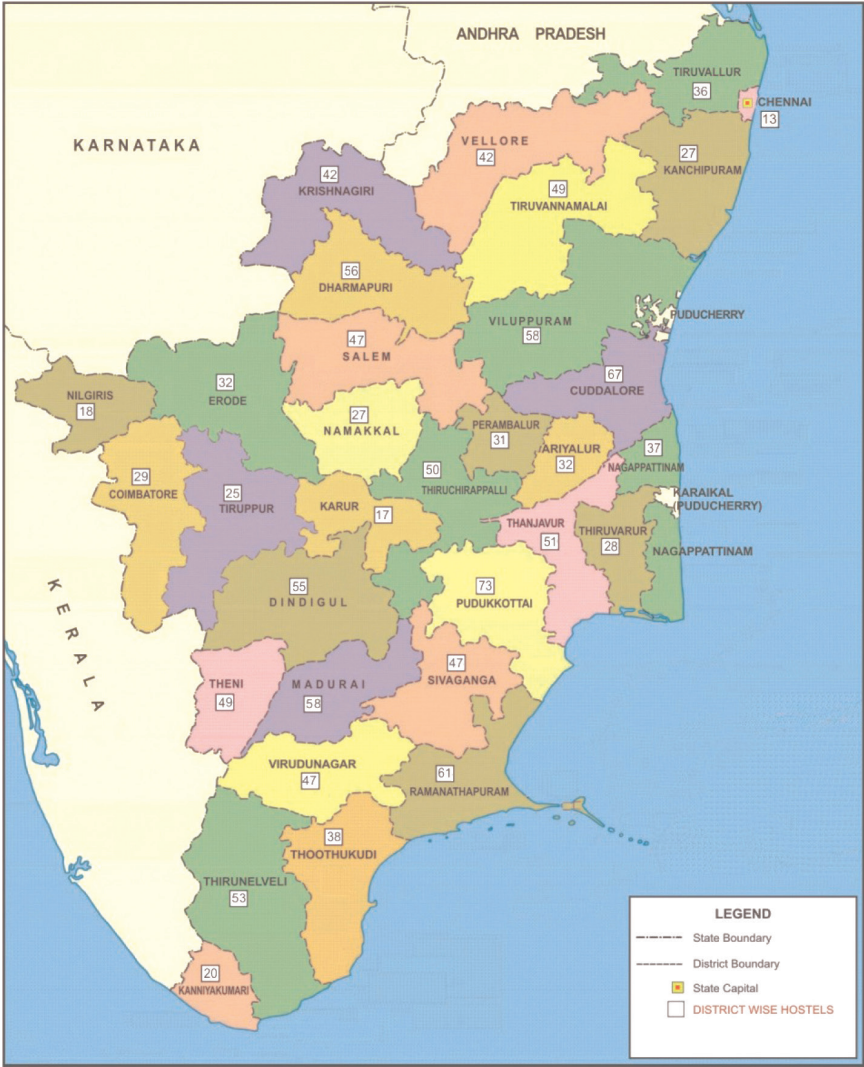 ANDHRA PRADESH
TIRUVALLUR
36
CHENNAI
13
KARNATAKA
VELLORE
42
27
KANCHIPURAM
42
KRISHNAGIRI
49
TIRUVANNAMALAI
56
DHARMAPURI
VILUPPURAM
58
PUDUCHERRY
47
SALEM
67
CUDDALORE
32
ERODE
NILGIRIS
18
27
NAMAKKAL
PERAMBALUR
31
ARIYALUR
32
37
NAGAPPATTINAM
50
THIRUCHIRAPPALLI
29
COIMBATORE
25
TIRUPPUR
KARUR
17
KARAIKAL
(PUDUCHERRY)
THANJAVUR
51
THIRUVARUR
28
NAGAPPATTINAM
55
DINDIGUL
73
PUDUKKOTTAI
KERALA
47
SIVAGANGA
THENI
49
MADURAI
58
VIRUDUNAGAR
47
61
RAMANATHAPURAM
38
THOOTHUKUDI
THIRUNELVELI
53
20
KANNIYAKUMARI
LEGEND
State Boundary
District Boundary
State Capital
DISTRICT WISE HOSTELS